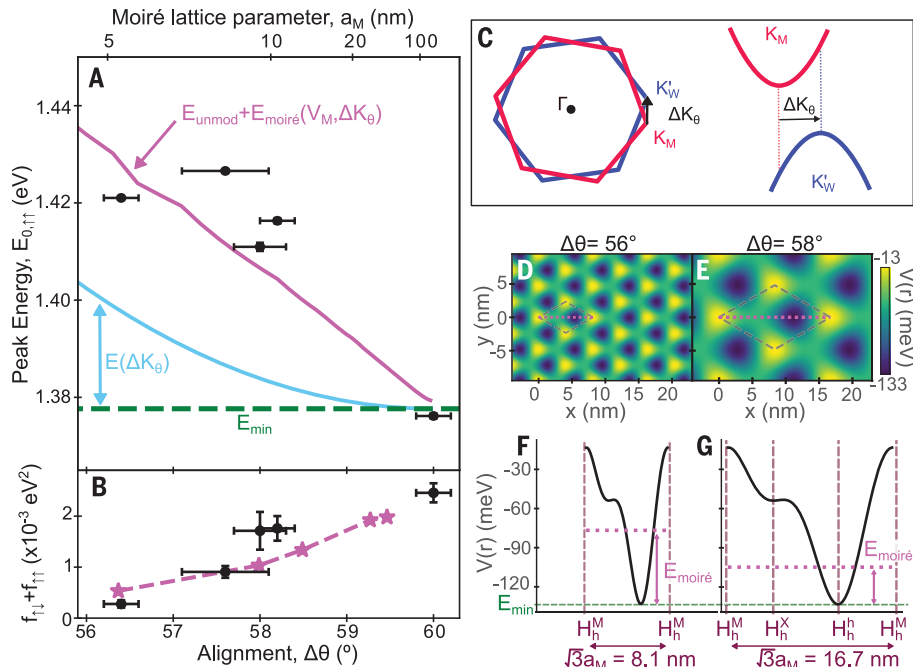 Moiré lattice parameter, a_M (nm)
5 10 20 100
A
Peak Energy, E_0,↑↑ (eV)
1.44
1.42
1.40
1.38
E_unmod+E_moiré(V_M,ΔK_θ)
E(ΔK_θ)
E_min
B
f_↑↓+f_↑↑ (x10⁻³ eV²)
2
1
0
56 57 58 59 60
Alignment, Δθ (º)
C
Γ
K'_W
ΔK_θ
K_M
K_M
ΔK_θ
K'_W
Δθ= 56°
Δθ= 58°
D
E
y (nm)
5
0
-5
0 5 10 15 20
x (nm)
0 5 10 15 20
x (nm)
-13
-133
V(r) (meV)
F
G
V(r) (meV)
-30
-60
-90
-120
E_min
E_moiré
E_moiré
H_h^M H_h^M
H_h^M H_h^X H_h^h H_h^M
√3a_M = 8.1 nm
√3a_M = 16.7 nm